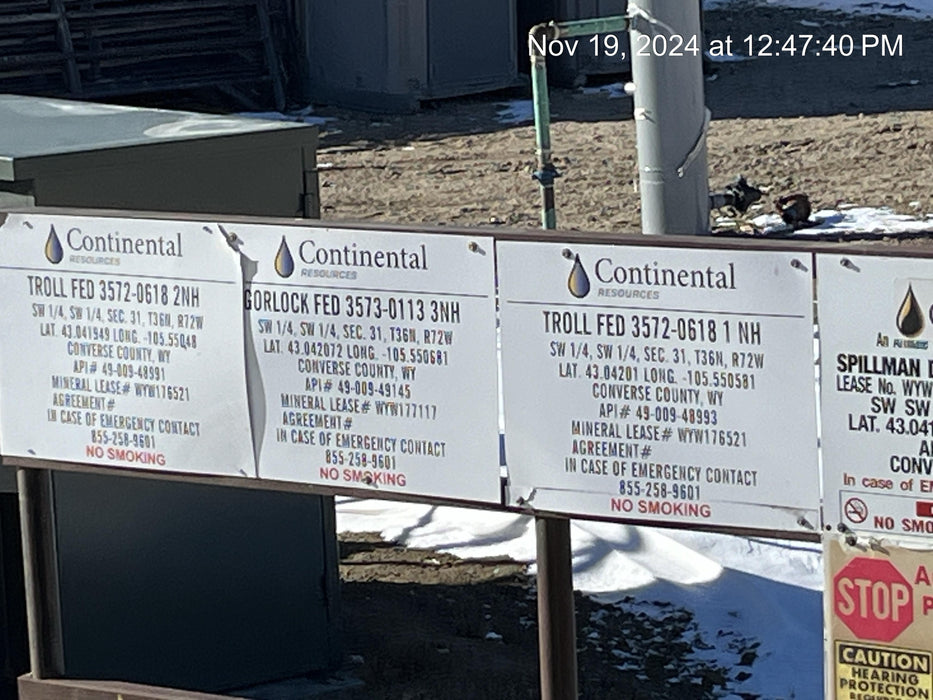 Nov 19, 2024 at 12:47:40 PM
Continental
RESOURCES
TROLL FED 3572-0618 2NH
SW 1/4, SW 1/4, SEC. 31, T36N, R72W
LAT. 43.041949 LONG. -105.55048
CONVERSE COUNTY, WY
API# 49-009-48991
MINERAL LEASE# WYW176521
AGREEMENT#
IN CASE OF EMERGENCY CONTACT
855-258-9601
NO SMOKING
Continental
RESOURCES
GORLOCK FED 3573-0113 3NH
SW 1/4, SW 1/4, SEC. 31, T36N, R72W
LAT. 43.042072 LONG. -105.550681
CONVERSE COUNTY, WY
API# 49-009-49145
MINERAL LEASE# WYW177117
AGREEMENT#
IN CASE OF EMERGENCY CONTACT
855-258-9601
NO SMOKING
Continental
RESOURCES
TROLL FED 3572-0618 1 NH
SW 1/4, SW 1/4, SEC. 31, T36N, R72W
LAT. 43.04201 LONG. -105.550581
CONVERSE COUNTY, WY
API# 49-009-48993
MINERAL LEASE# WYW176521
AGREEMENT#
IN CASE OF EMERGENCY CONTACT
855-258-9601
NO SMOKING
An
SPILLMAN
LEASE No. WYW
SW SW
LAT. 43.041
CONV
In case of
NO SMO
STOP
CAUTION
HEARING
PROTECTION